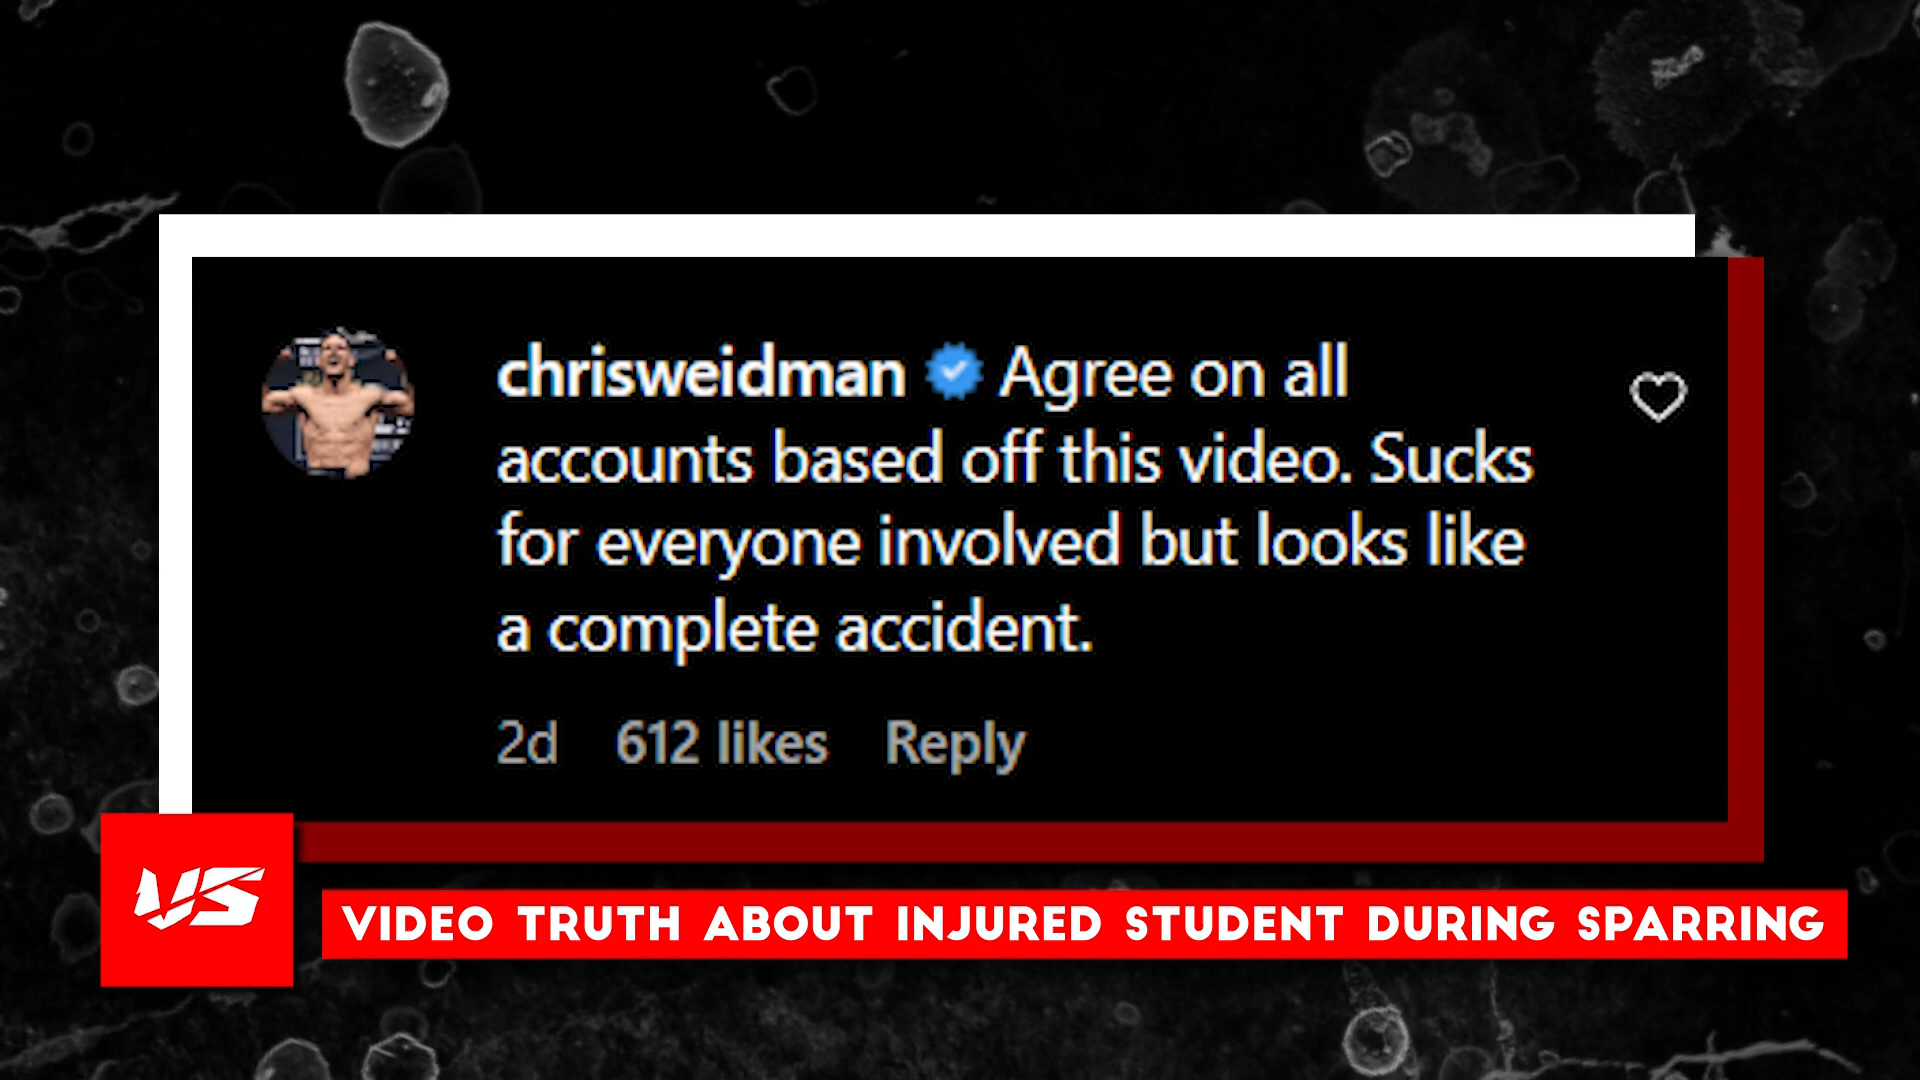 chrisweidman Agree on all
accounts based off this video. Sucks
for everyone involved but looks like
a complete accident.
2d 612 likes Reply
VS
VIDEO TRUTH ABOUT INJURED STUDENT DURING SPARRING